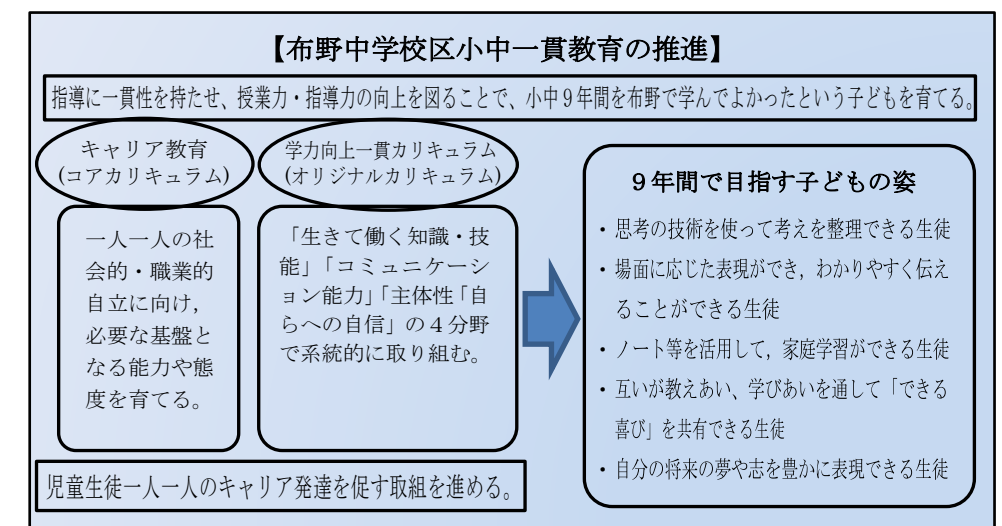 【布野中学校区小中一貫教育の推進】
指導に一貫性を持たせ、授業力・指導力の向上を図ることで、小中９年間を布野で学んでよかったという子どもを育てる。
キャリア教育
(コアカリキュラム)
一人一人の社
会的・職業的
自立に向け，
必要な基盤と
なる能力や態
度を育てる。
学力向上一貫カリキュラム
(オリジナルカリキュラム)
「生きて働く知識・技
能」「コミュニケーシ
ョン能力」「主体性「自
らへの自信」の４分野
で系統的に取り組む。
９年間で目指す子どもの姿
・思考の技術を使って考えを整理できる生徒
・場面に応じた表現ができ，わかりやすく伝え
ることができる生徒
・ノート等を活用して，家庭学習ができる生徒
・互いが教えあい、学びあいを通して「できる
喜び」を共有できる生徒
・自分の将来の夢や志を豊かに表現できる生徒
児童生徒一人一人のキャリア発達を促す取組を進める。